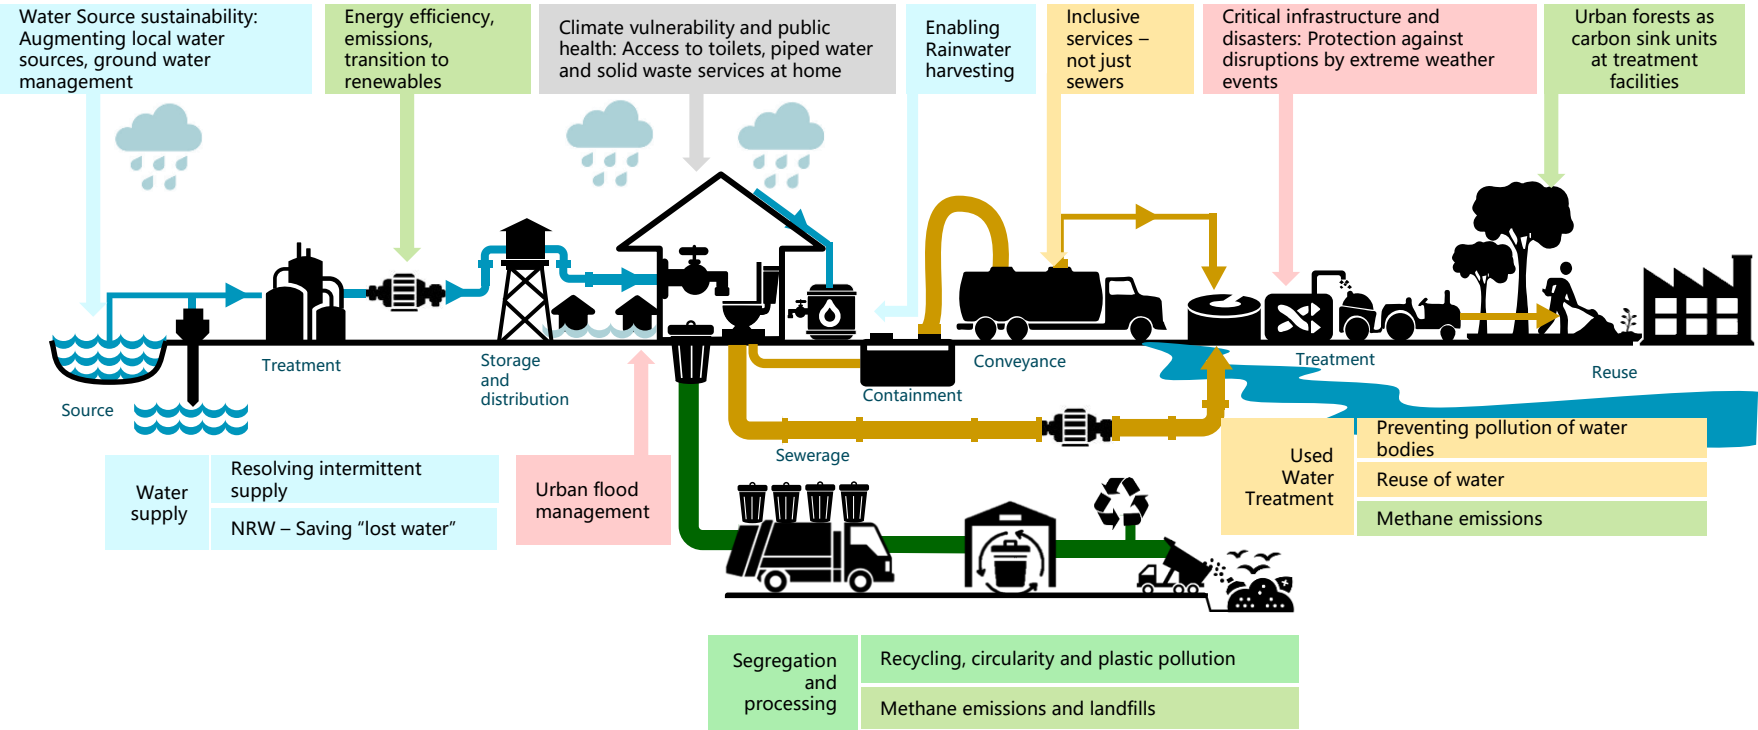 Water Source sustainability:
Augmenting local water
sources, ground water
management
Energy efficiency,
emissions,
transition to
renewables
Climate vulnerability and public
health: Access to toilets, piped water
and solid waste services at home
Enabling
Rainwater
harvesting
Inclusive
services –
not just
sewers
Critical infrastructure and
disasters: Protection against
disruptions by extreme weather
events
Urban forests as
carbon sink units
at treatment
facilities
Source
Treatment
Storage
and
distribution
Containment
Conveyance
Sewerage
Treatment
Reuse
Water
supply
Resolving intermittent
supply
NRW – Saving “lost water”
Urban flood
management
Used
Water
Treatment
Preventing pollution of water
bodies
Reuse of water
Methane emissions
Segregation
and
processing
Recycling, circularity and plastic pollution
Methane emissions and landfills